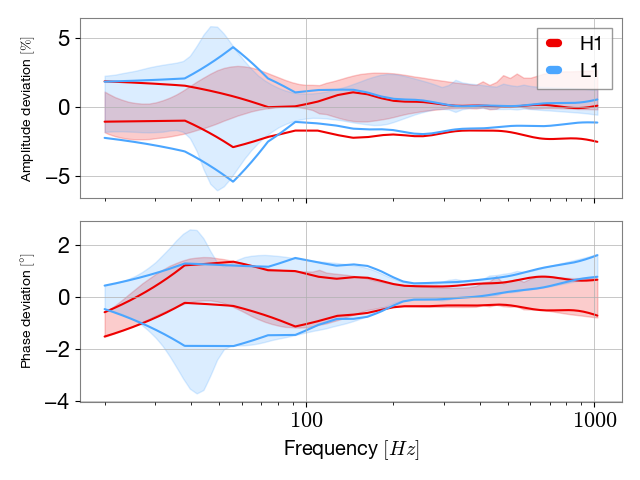 Amplitude deviation [%]
5
0
−5
H1
L1
Phase deviation [°]
2
0
−2
−4
100
1000
Frequency [Hz]